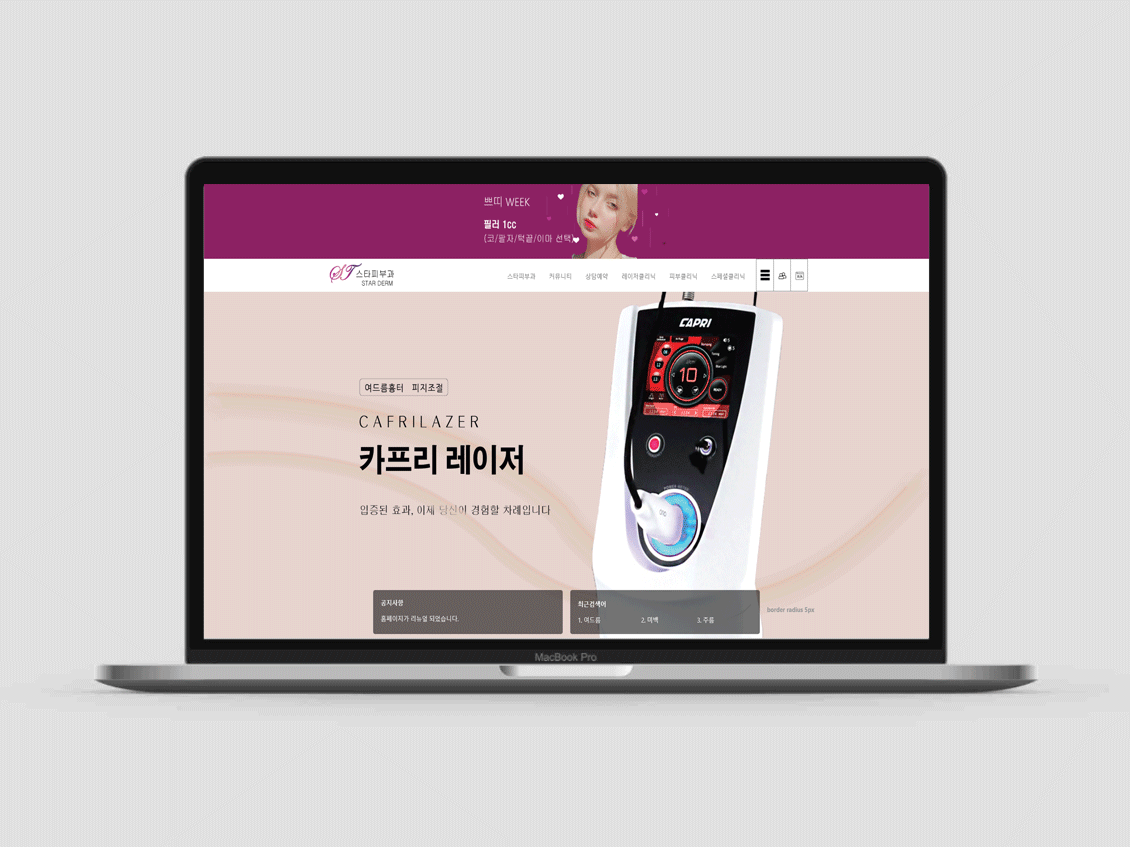 쁘띠 WEEK
필러 1cc
(코/팔자/턱끝/이마 선택)
ST 스타피부과
STAR DERM
스타피부과 커뮤니티 상담예약 레이저클리닉 피부클리닉 스페셜클리닉
CAPRI
10
여드름흉터 피지조절
CAFRILAZER
카프리 레이저
입증된 효과, 이제 당신이 경험할 차례입니다
공지사항
홈페이지가 리뉴얼 되었습니다.
최근검색어
1. 여드름 2. 미백 3. 주름
border radius 5px
MacBook Pro